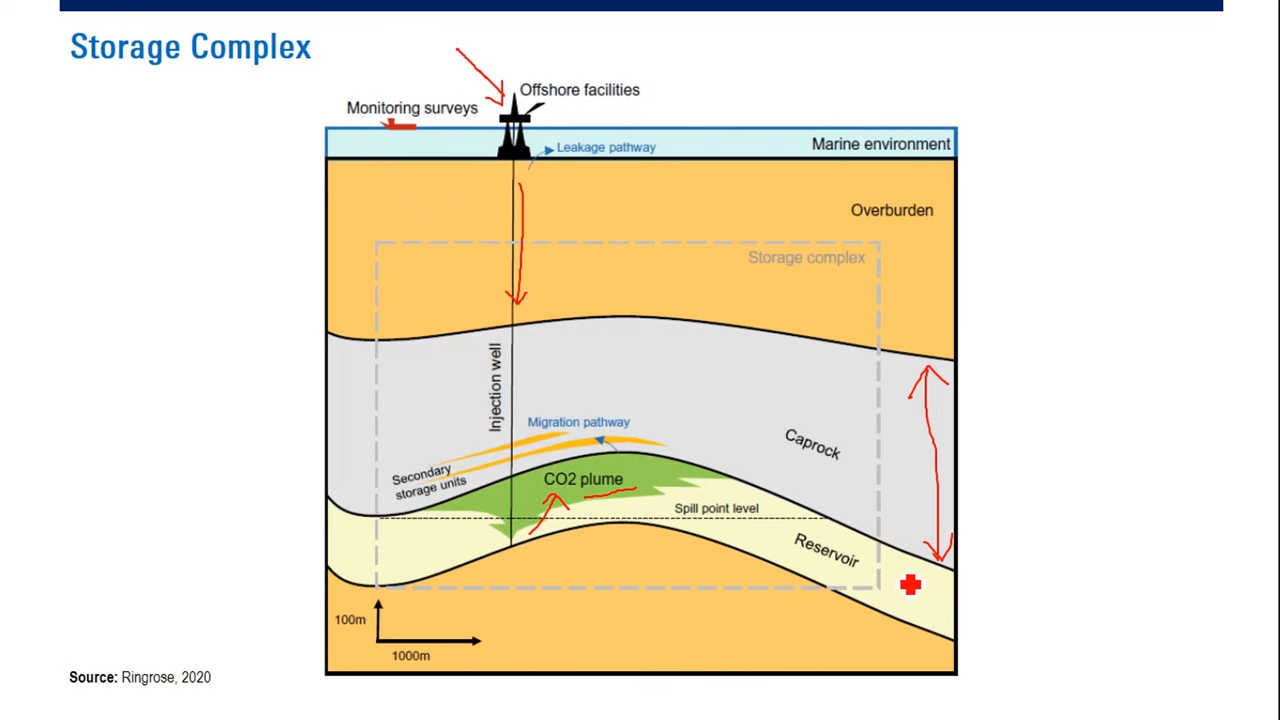 Storage Complex
Offshore facilities
Monitoring surveys
Marine environment
Leakage pathway
Overburden
Storage complex
Injection well
Migration pathway
Caprock
Secondary
storage units
CO2 plume
Spill point level
Reservoir
100m
1000m
Source: Ringrose, 2020